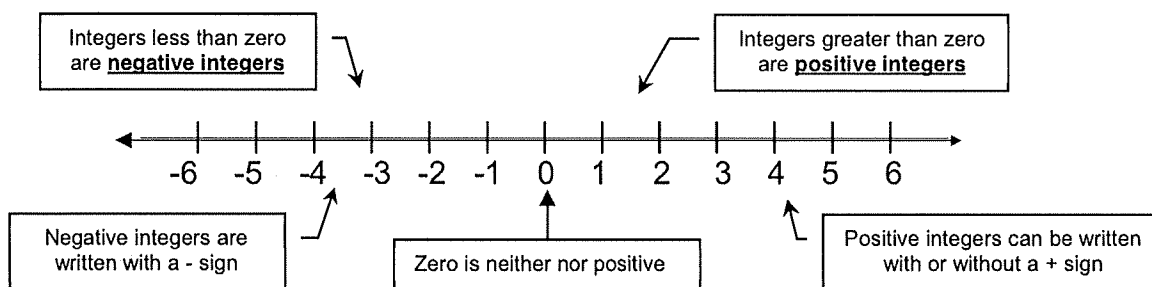 Integers less than zero
are negative integers
Integers greater than zero
are positive integers
-6 -5 -4 -3 -2 -1 0 1 2 3 4 5 6
Negative integers are
written with a - sign
Zero is neither nor positive
Positive integers can be written
with or without a + sign